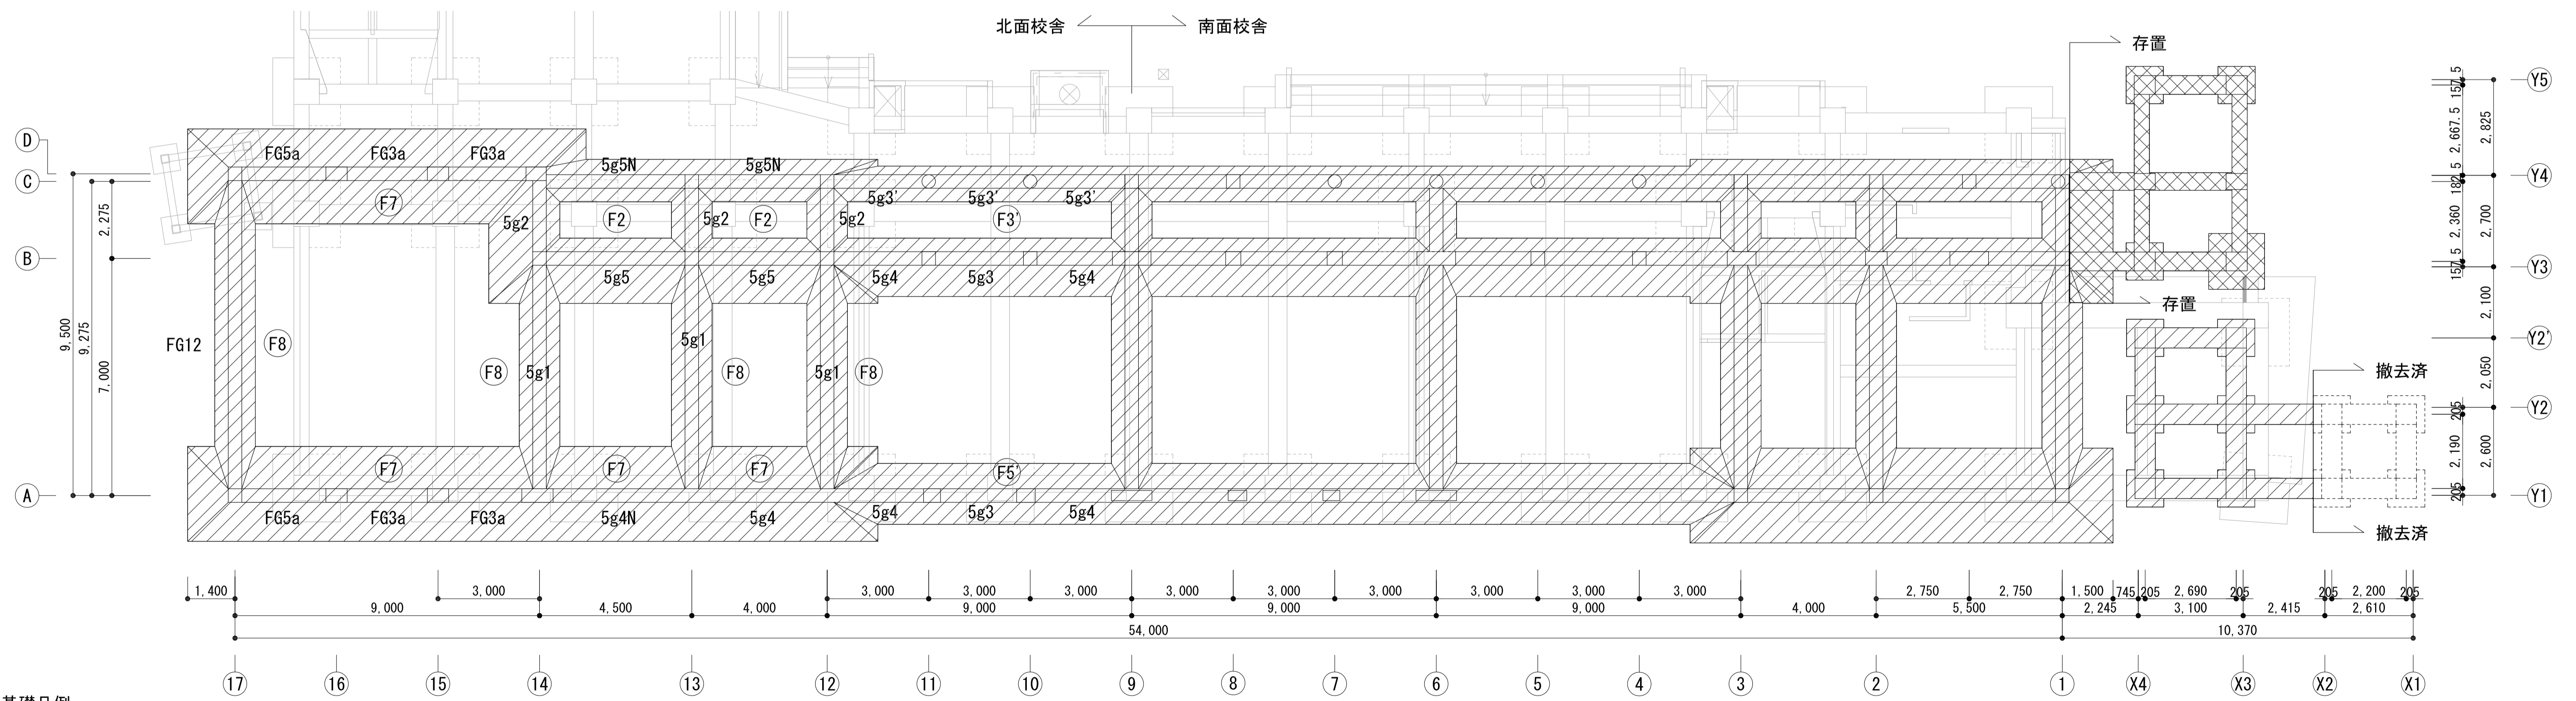 北面校舎 南面校舎
存置
Y5
157.5
2,667.5
2,825
D
FG5a FG3a FG3a
5g5N 5g5N
C
Y4
182.5
F7
5g3' 5g3' 5g3'
5g2 F2 5g2 F2 5g2 F3'
2,275
2,360
2,700
B
Y3
157.5
5g5 5g5 5g4 5g3 5g4
存置
2,100
9,500
9,275
7,000
FG12 F8
5g1
Y2'
F8 5g1 F8 5g1 F8
2,050
撤去済
Y2
205
2,190
2,600
F7 F7 F7 F5'
A
Y1
205
FG5a FG3a FG3a 5g4N 5g4 5g4 5g3 5g4
撤去済
1,400 3,000 3,000 3,000 3,000 3,000 3,000 3,000 3,000 3,000 3,000 2,750 2,750 1,500 745 205 2,690 205 205 2,200 205
9,000 4,500 4,000 9,000 9,000 9,000 4,000 5,500 2,245 3,100 2,415 2,610
54,000 10,370
17 16 15 14 13 12 11 10 9 8 7 6 5 4 3 2 1 X4 X3 X2 X1
基礎凡例